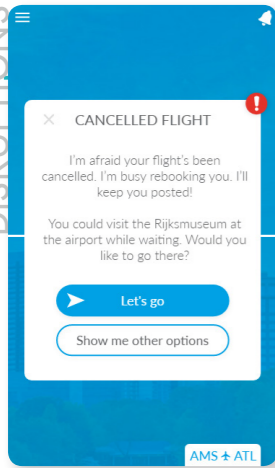 DISRUPTIONS
CANCELLED FLIGHT
I'm afraid your flight's been
cancelled. I'm busy rebooking you. I'll
keep you posted!
You could visit the Rijksmuseum at
the airport while waiting. Would you
like to go there?
Let's go
Show me other options
AMS ✈ ATL